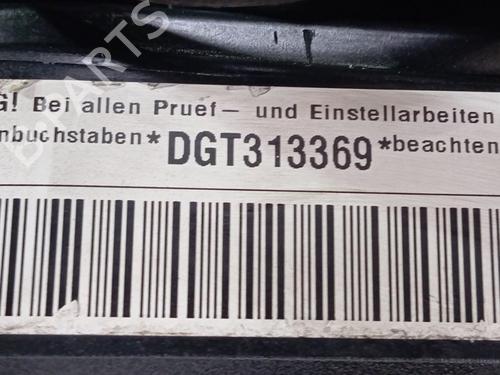 G! Bei allen Pruef- und Einstellarbeiten
nbuchstaben*DGT313369*beachten